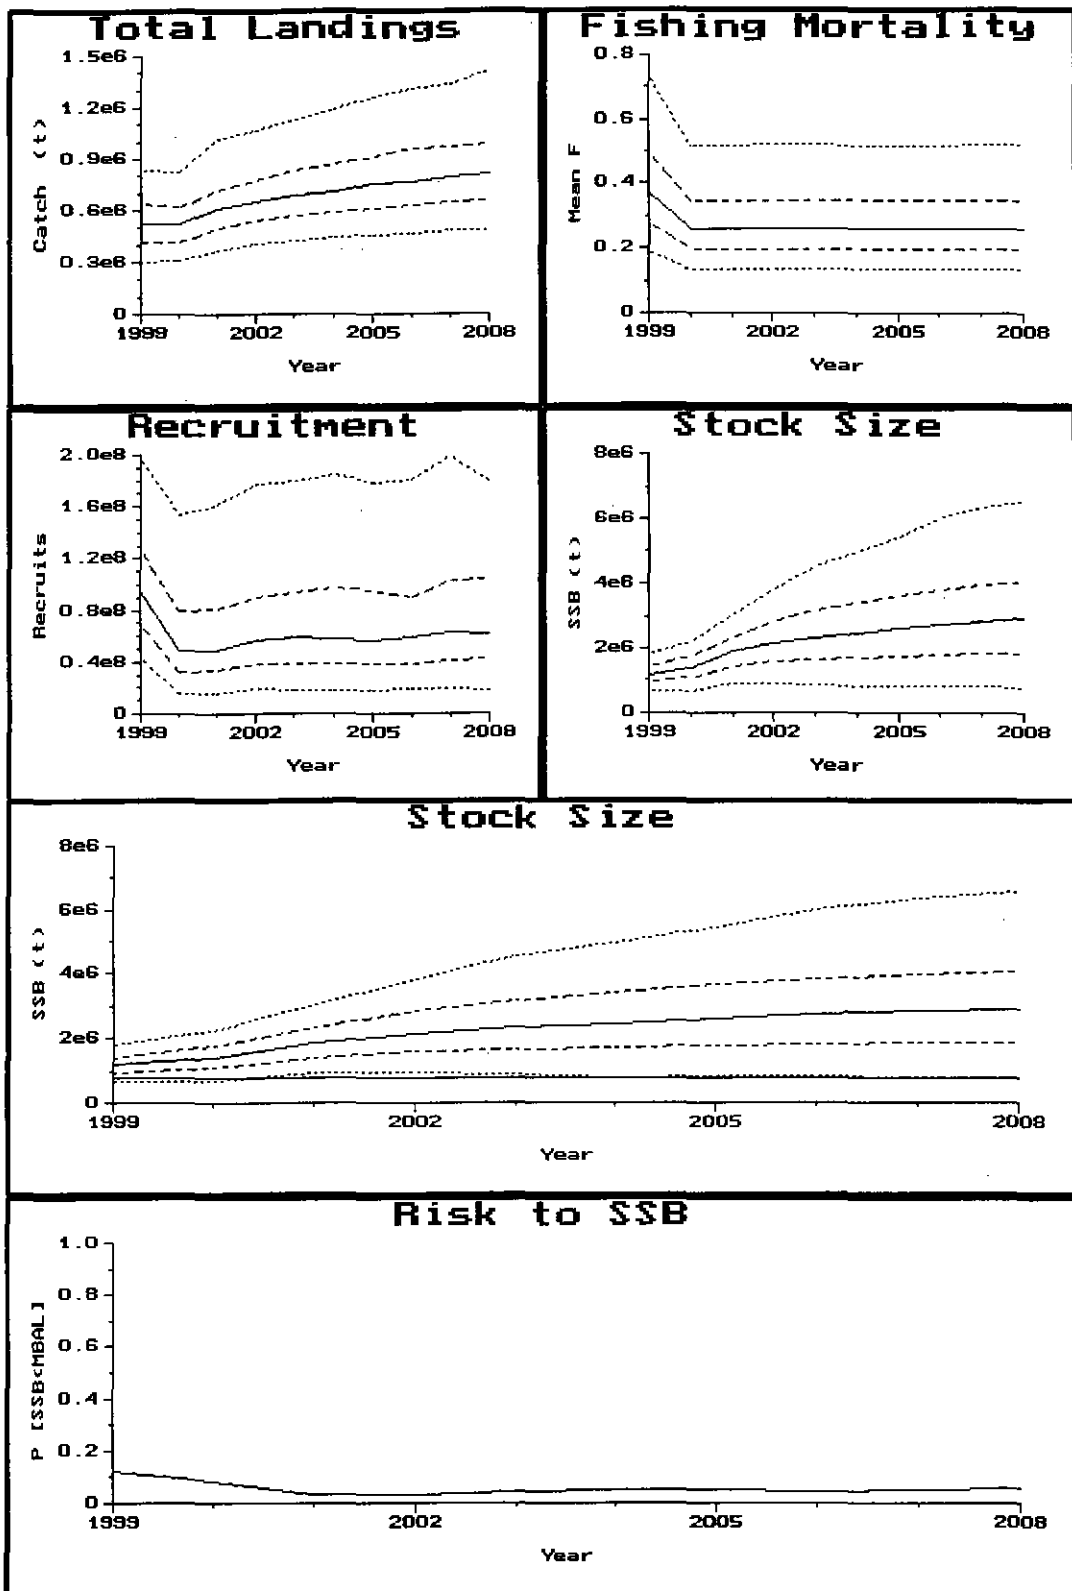 Total Landings
1.5e6
1.2e6
0.9e6
0.6e6
0.3e6
0
Catch (t)
1999 2002 2005 2008
Year
Fishing Mortality
0.8
0.6
0.4
0.2
0
Mean F
1999 2002 2005 2008
Year
Recruitment
2.0e8
1.6e8
1.2e8
0.8e8
0.4e8
0
Recruits
1999 2002 2005 2008
Year
Stock Size
8e6
6e6
4e6
2e6
0
SSB (t)
1999 2002 2005 2008
Year
Stock Size
8e6
6e6
4e6
2e6
0
SSB (t)
1999 2002 2005 2008
Year
Risk to SSB
1.0
0.8
0.6
0.4
0.2
0
P [SSB<MBAL]
1999 2002 2005 2008
Year